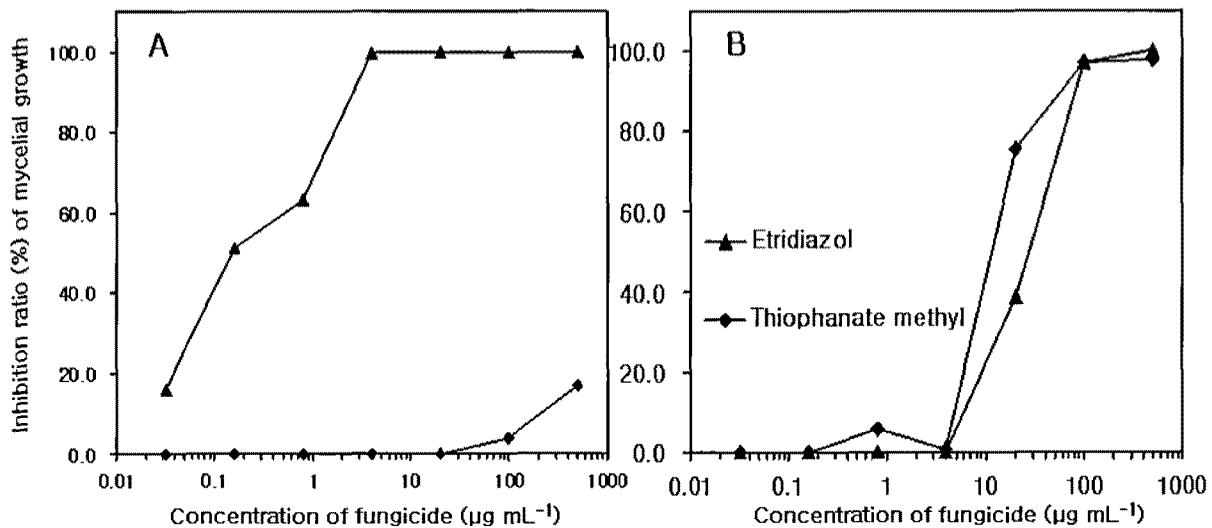 A
B
Inhibition ratio (%) of mycelial growth
100.0
80.0
60.0
40.0
20.0
0.0
0.01 0.1 1 10 100 1000
Concentration of fungicide (µg mL⁻¹)
100.0
80.0
60.0
40.0
20.0
0.0
Etridiazol
Thiophanate methyl
0.01 0.1 1 10 100 1000
Concentration of fungicide (µg mL⁻¹)